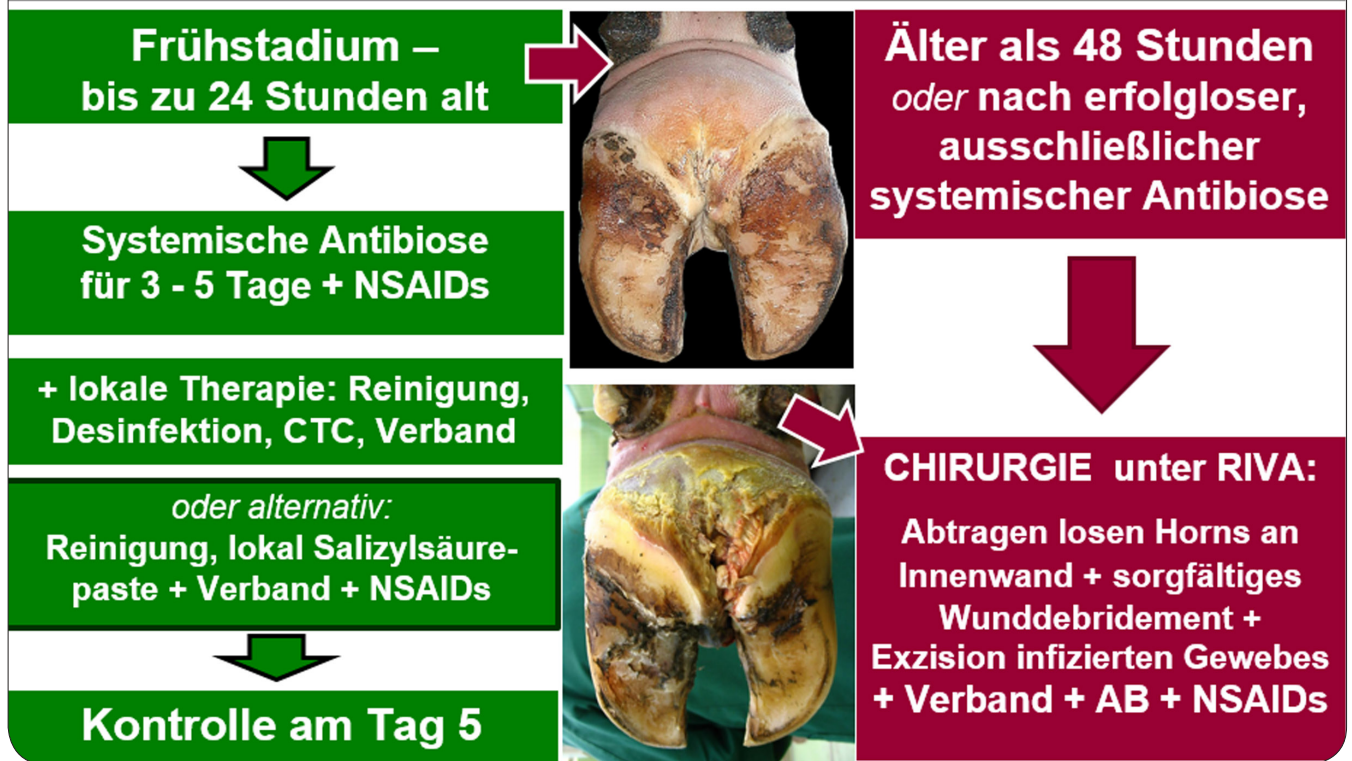 Frühstadium –
bis zu 24 Stunden alt
Systemische Antibiose
für 3 - 5 Tage + NSAIDs
+ lokale Therapie: Reinigung,
Desinfektion, CTC, Verband
oder alternativ:
Reinigung, lokal Salizylsäure-
paste + Verband + NSAIDs
Kontrolle am Tag 5
Älter als 48 Stunden
oder nach erfolgloser,
ausschließlicher
systemischer Antibiose
CHIRURGIE unter RIVA:
Abtragen losen Horns an
Innenwand + sorgfältiges
Wunddebridement +
Exzision infizierten Gewebes
+ Verband + AB + NSAIDs